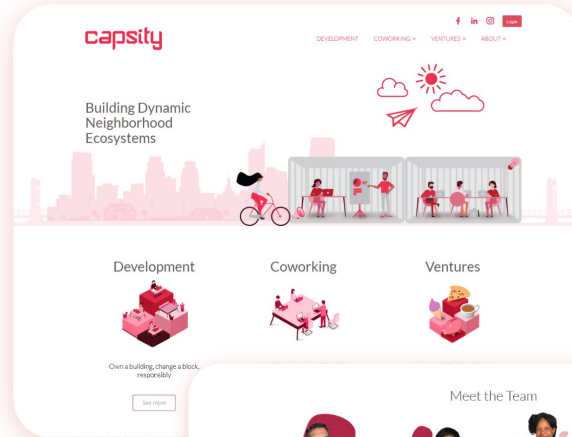 capsity
Login
DEVELOPMENT COWORKING VENTURES ABOUT
Building Dynamic
Neighborhood
Ecosystems
Development Coworking Ventures
Own a building, change a block,
responsibly
See more
Meet the Team